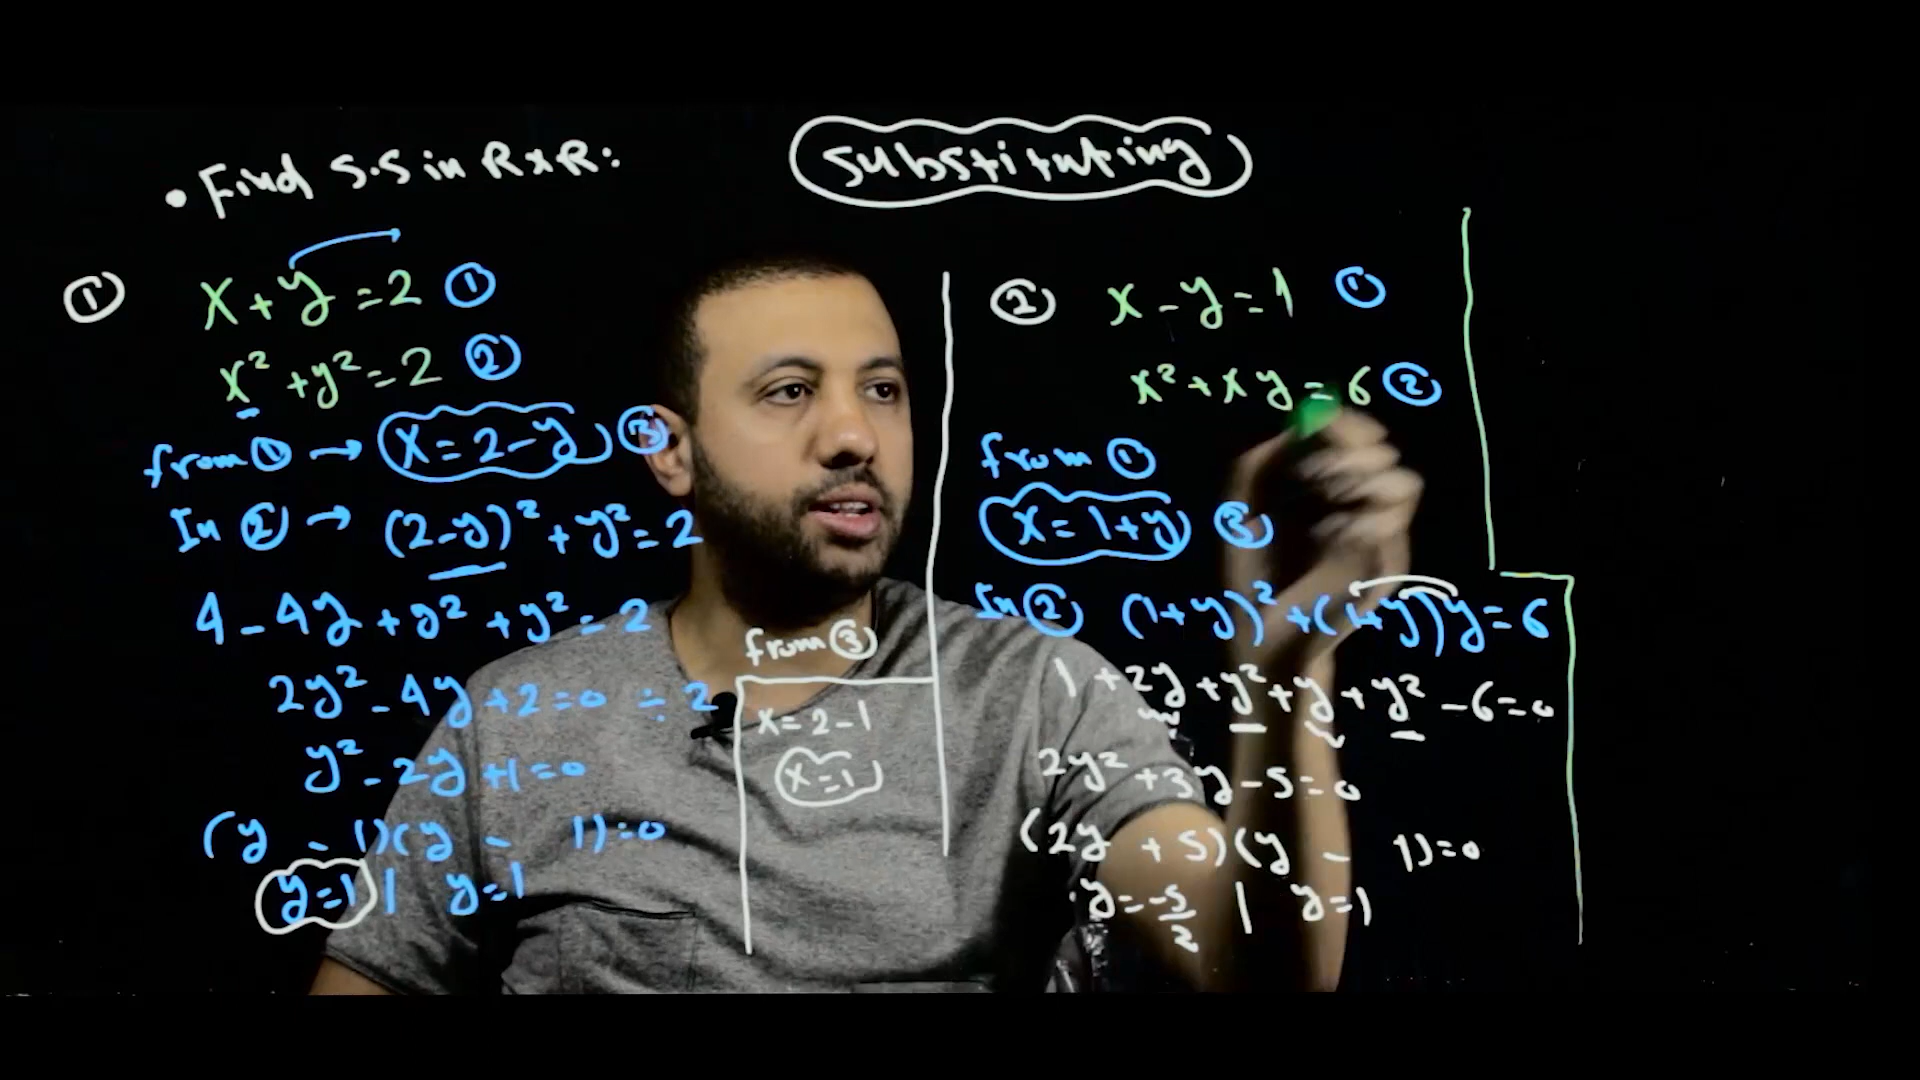 • Find S.S in R×R:
Substituting
① x + y = 2 ①
x² + y² = 2 ②
from ① → x = 2 - y ③
In ② → (2-y)² + y² = 2
4 - 4y + y² + y² = 2
2y² - 4y + 2 = 0 ÷ 2
y² - 2y + 1 = 0
(y - 1)(y - 1) = 0
y = 1 | y = 1
from ③
x = 2 - 1
x = 1
② x - y = 1 ①
x² + xy = 6 ②
from ①
x = 1 + y ③
In ② (1+y)² + (1+y)y = 6
1 + 2y + y² + y + y² - 6 = 0
2y² + 3y - 5 = 0
(2y + 5)(y - 1) = 0
y = -5/2 | y = 1